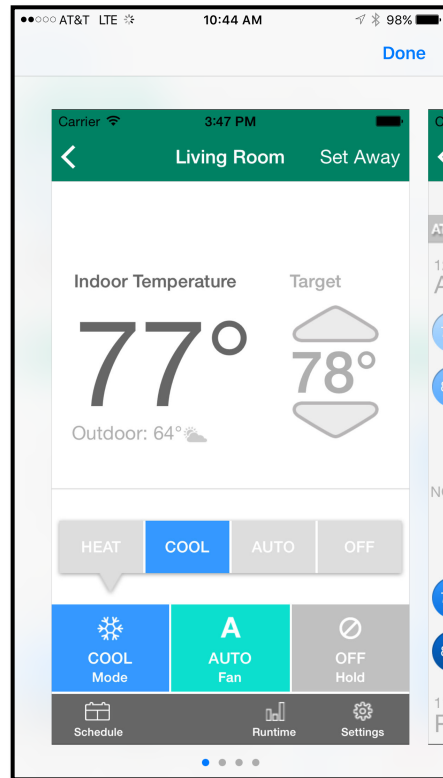 AT&T LTE 10:44 AM 98%
Done
Carrier 3:47 PM
Living Room Set Away
Indoor Temperature Target
77° 78°
Outdoor: 64°
HEAT COOL AUTO OFF
A
COOL AUTO OFF
Mode Fan Hold
Schedule Runtime Settings